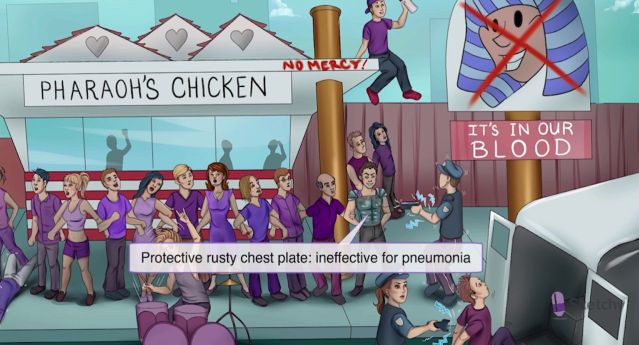 NO MERCY!
PHARAOH'S CHICKEN
IT'S IN OUR
BLOOD
Protective rusty chest plate: ineffective for pneumonia